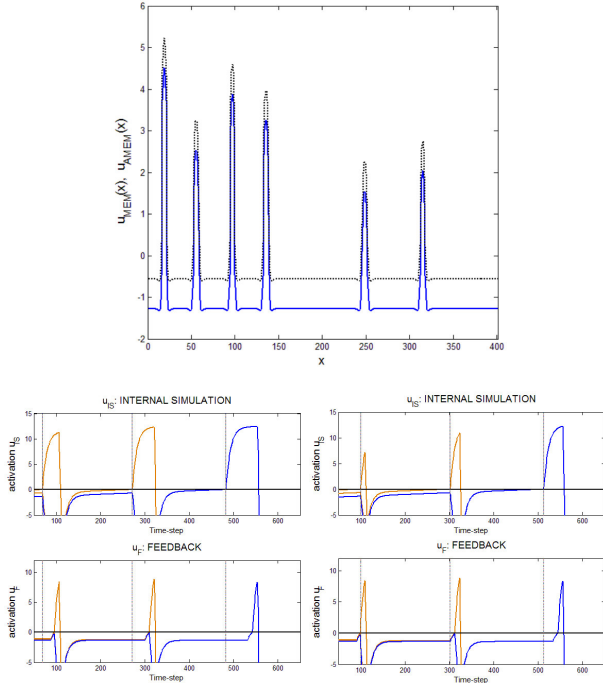 6
5
4
3
2
1
0
-1
-2
u_MEM(x), u_AMEM(x)
0 50 100 150 200 250 300 350 400
x
u_IS: INTERNAL SIMULATION
15
10
5
0
-5
activation u_IS
100 200 300 400 500 600
Time-step
u_IS: INTERNAL SIMULATION
15
10
5
0
-5
activation u_IS
100 200 300 400 500 600
Time-step
u_F: FEEDBACK
10
5
0
-5
activation u_F
100 200 300 400 500 600
Time-step
u_F: FEEDBACK
10
5
0
-5
activation u_F
100 200 300 400 500 600
Time-step